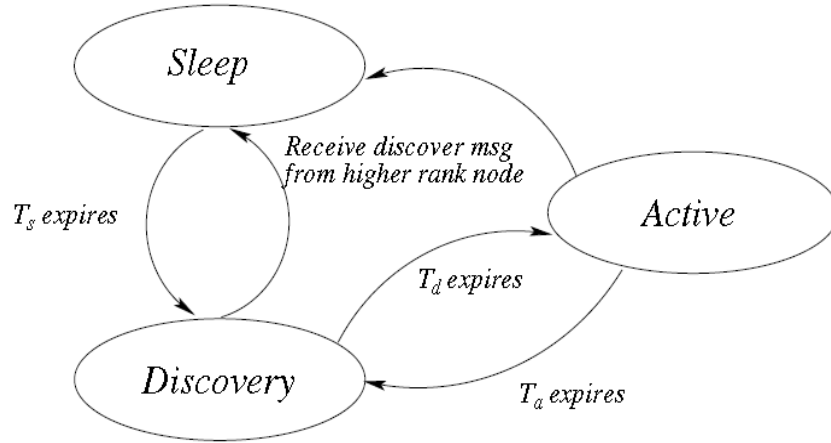 Sleep
Receive discover msg
from higher rank node
T_s expires
Active
T_d expires
Discovery
T_a expires